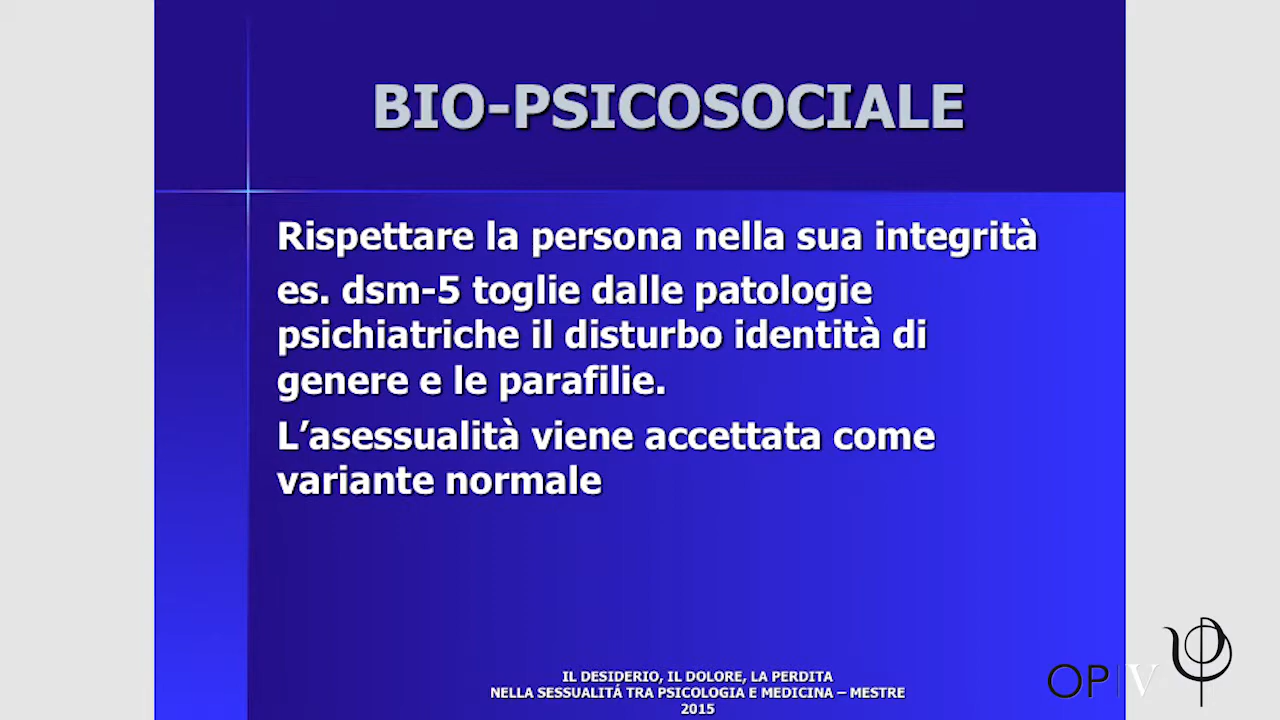 BIO-PSICOSOCIALE
Rispettare la persona nella sua integrità
es. dsm-5 toglie dalle patologie
psichiatriche il disturbo identità di
genere e le parafilie.
L’asessualità viene accettata come
variante normale
IL DESIDERIO, IL DOLORE, LA PERDITA
NELLA SESSUALITÁ TRA PSICOLOGIA E MEDICINA – MESTRE
2015
OP|V